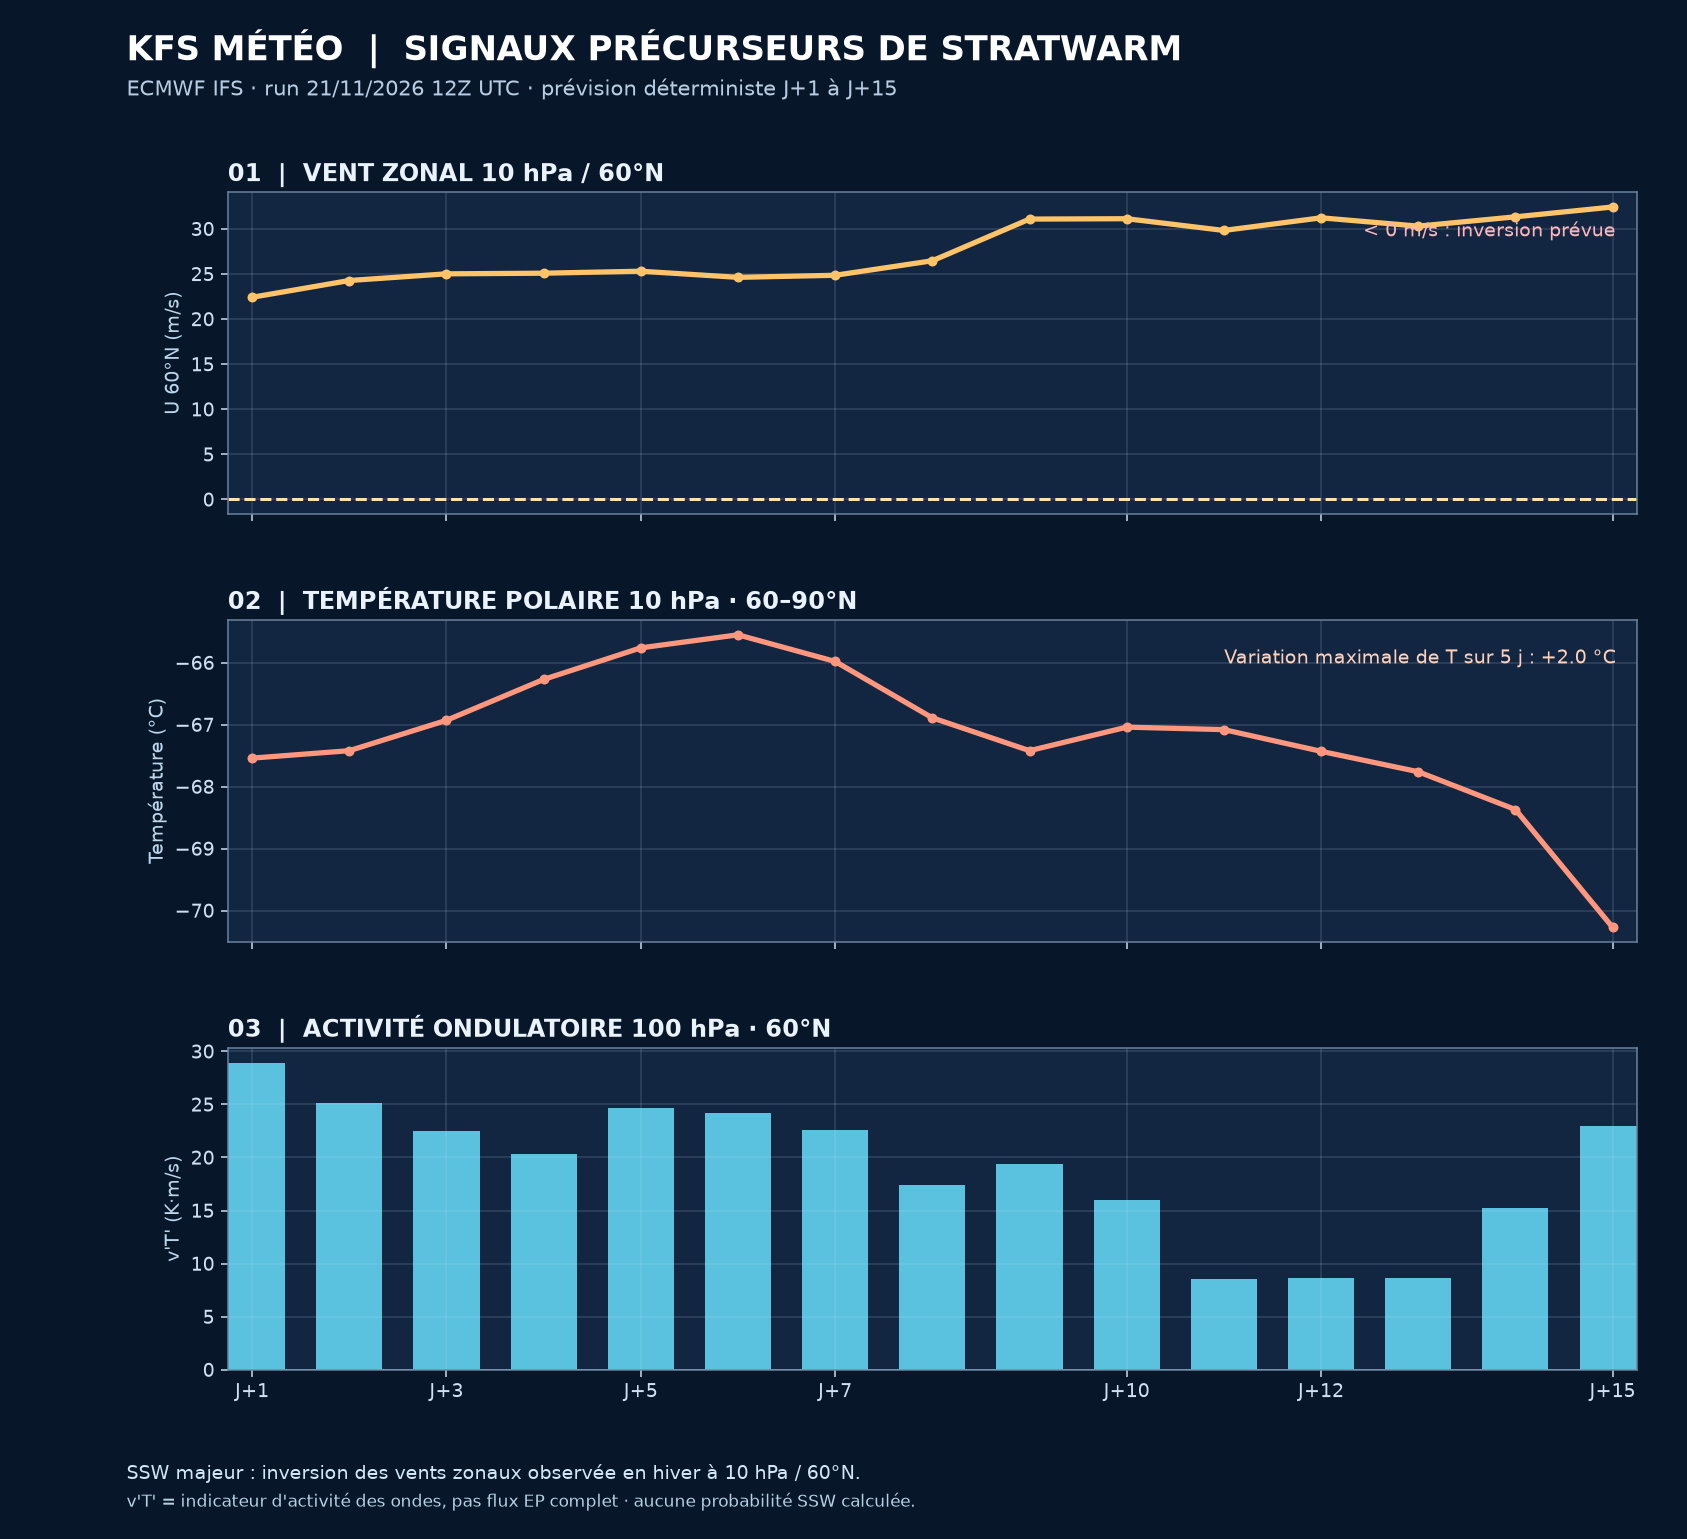 KFS MÉTÉO | SIGNAUX PRÉCURSEURS DE STRATWARM
ECMWF IFS · run 21/11/2026 12Z UTC · prévision déterministe J+1 à J+15
01 | VENT ZONAL 10 hPa / 60°N
U 60°N (m/s)
30
25
20
15
10
5
0
< 0 m/s : inversion prévue
02 | TEMPÉRATURE POLAIRE 10 hPa · 60–90°N
Température (°C)
−66
−67
−68
−69
−70
Variation maximale de T sur 5 j : +2.0 °C
03 | ACTIVITÉ ONDULATOIRE 100 hPa · 60°N
v'T' (K·m/s)
30
25
20
15
10
5
0
J+1 J+3 J+5 J+7 J+10 J+12 J+15
SSW majeur : inversion des vents zonaux observée en hiver à 10 hPa / 60°N.
v'T' = indicateur d'activité des ondes, pas flux EP complet · aucune probabilité SSW calculée.